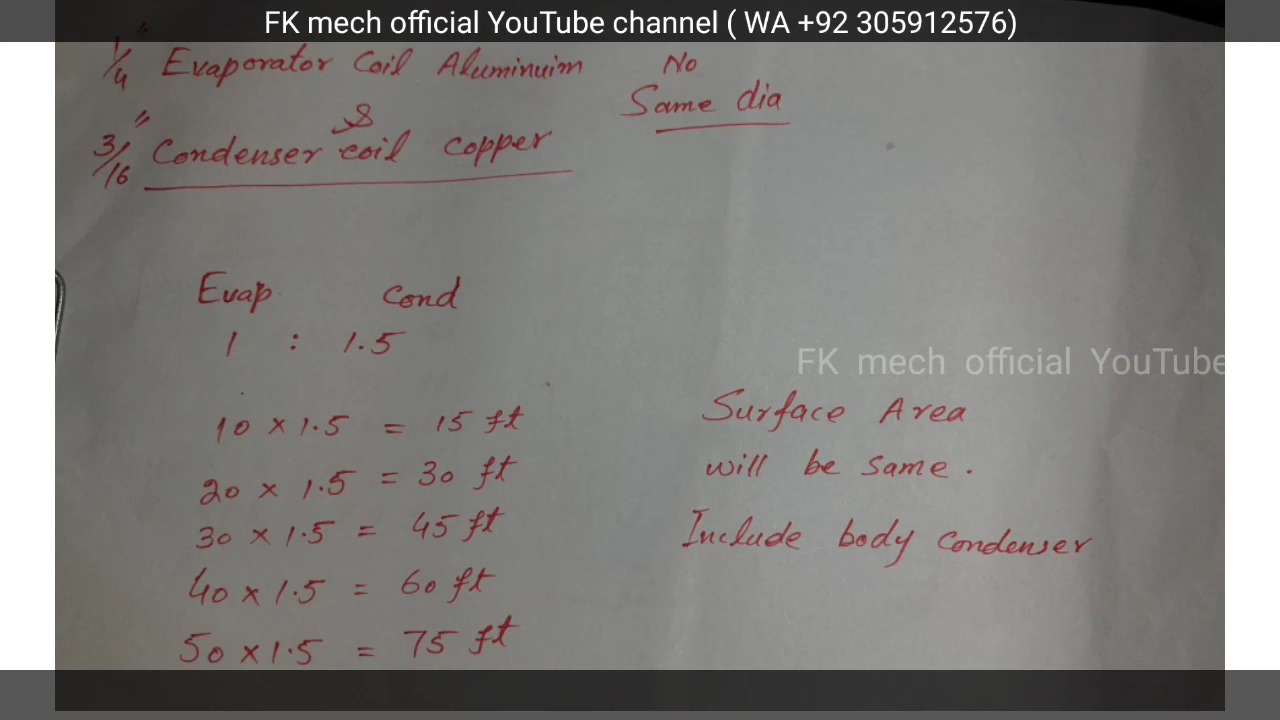 FK mech official YouTube channel ( WA +92 305912576)
1/4" Evaporator Coil Aluminuim No
Same dia
&
3/16" Condenser coil copper
Evap. Cond
1 : 1.5
FK mech official YouTube
10 x 1.5 = 15 ft
20 x 1.5 = 30 ft
30 x 1.5 = 45 ft
40 x 1.5 = 60 ft
50 x 1.5 = 75 ft
Surface Area
will be same.
Include body condenser